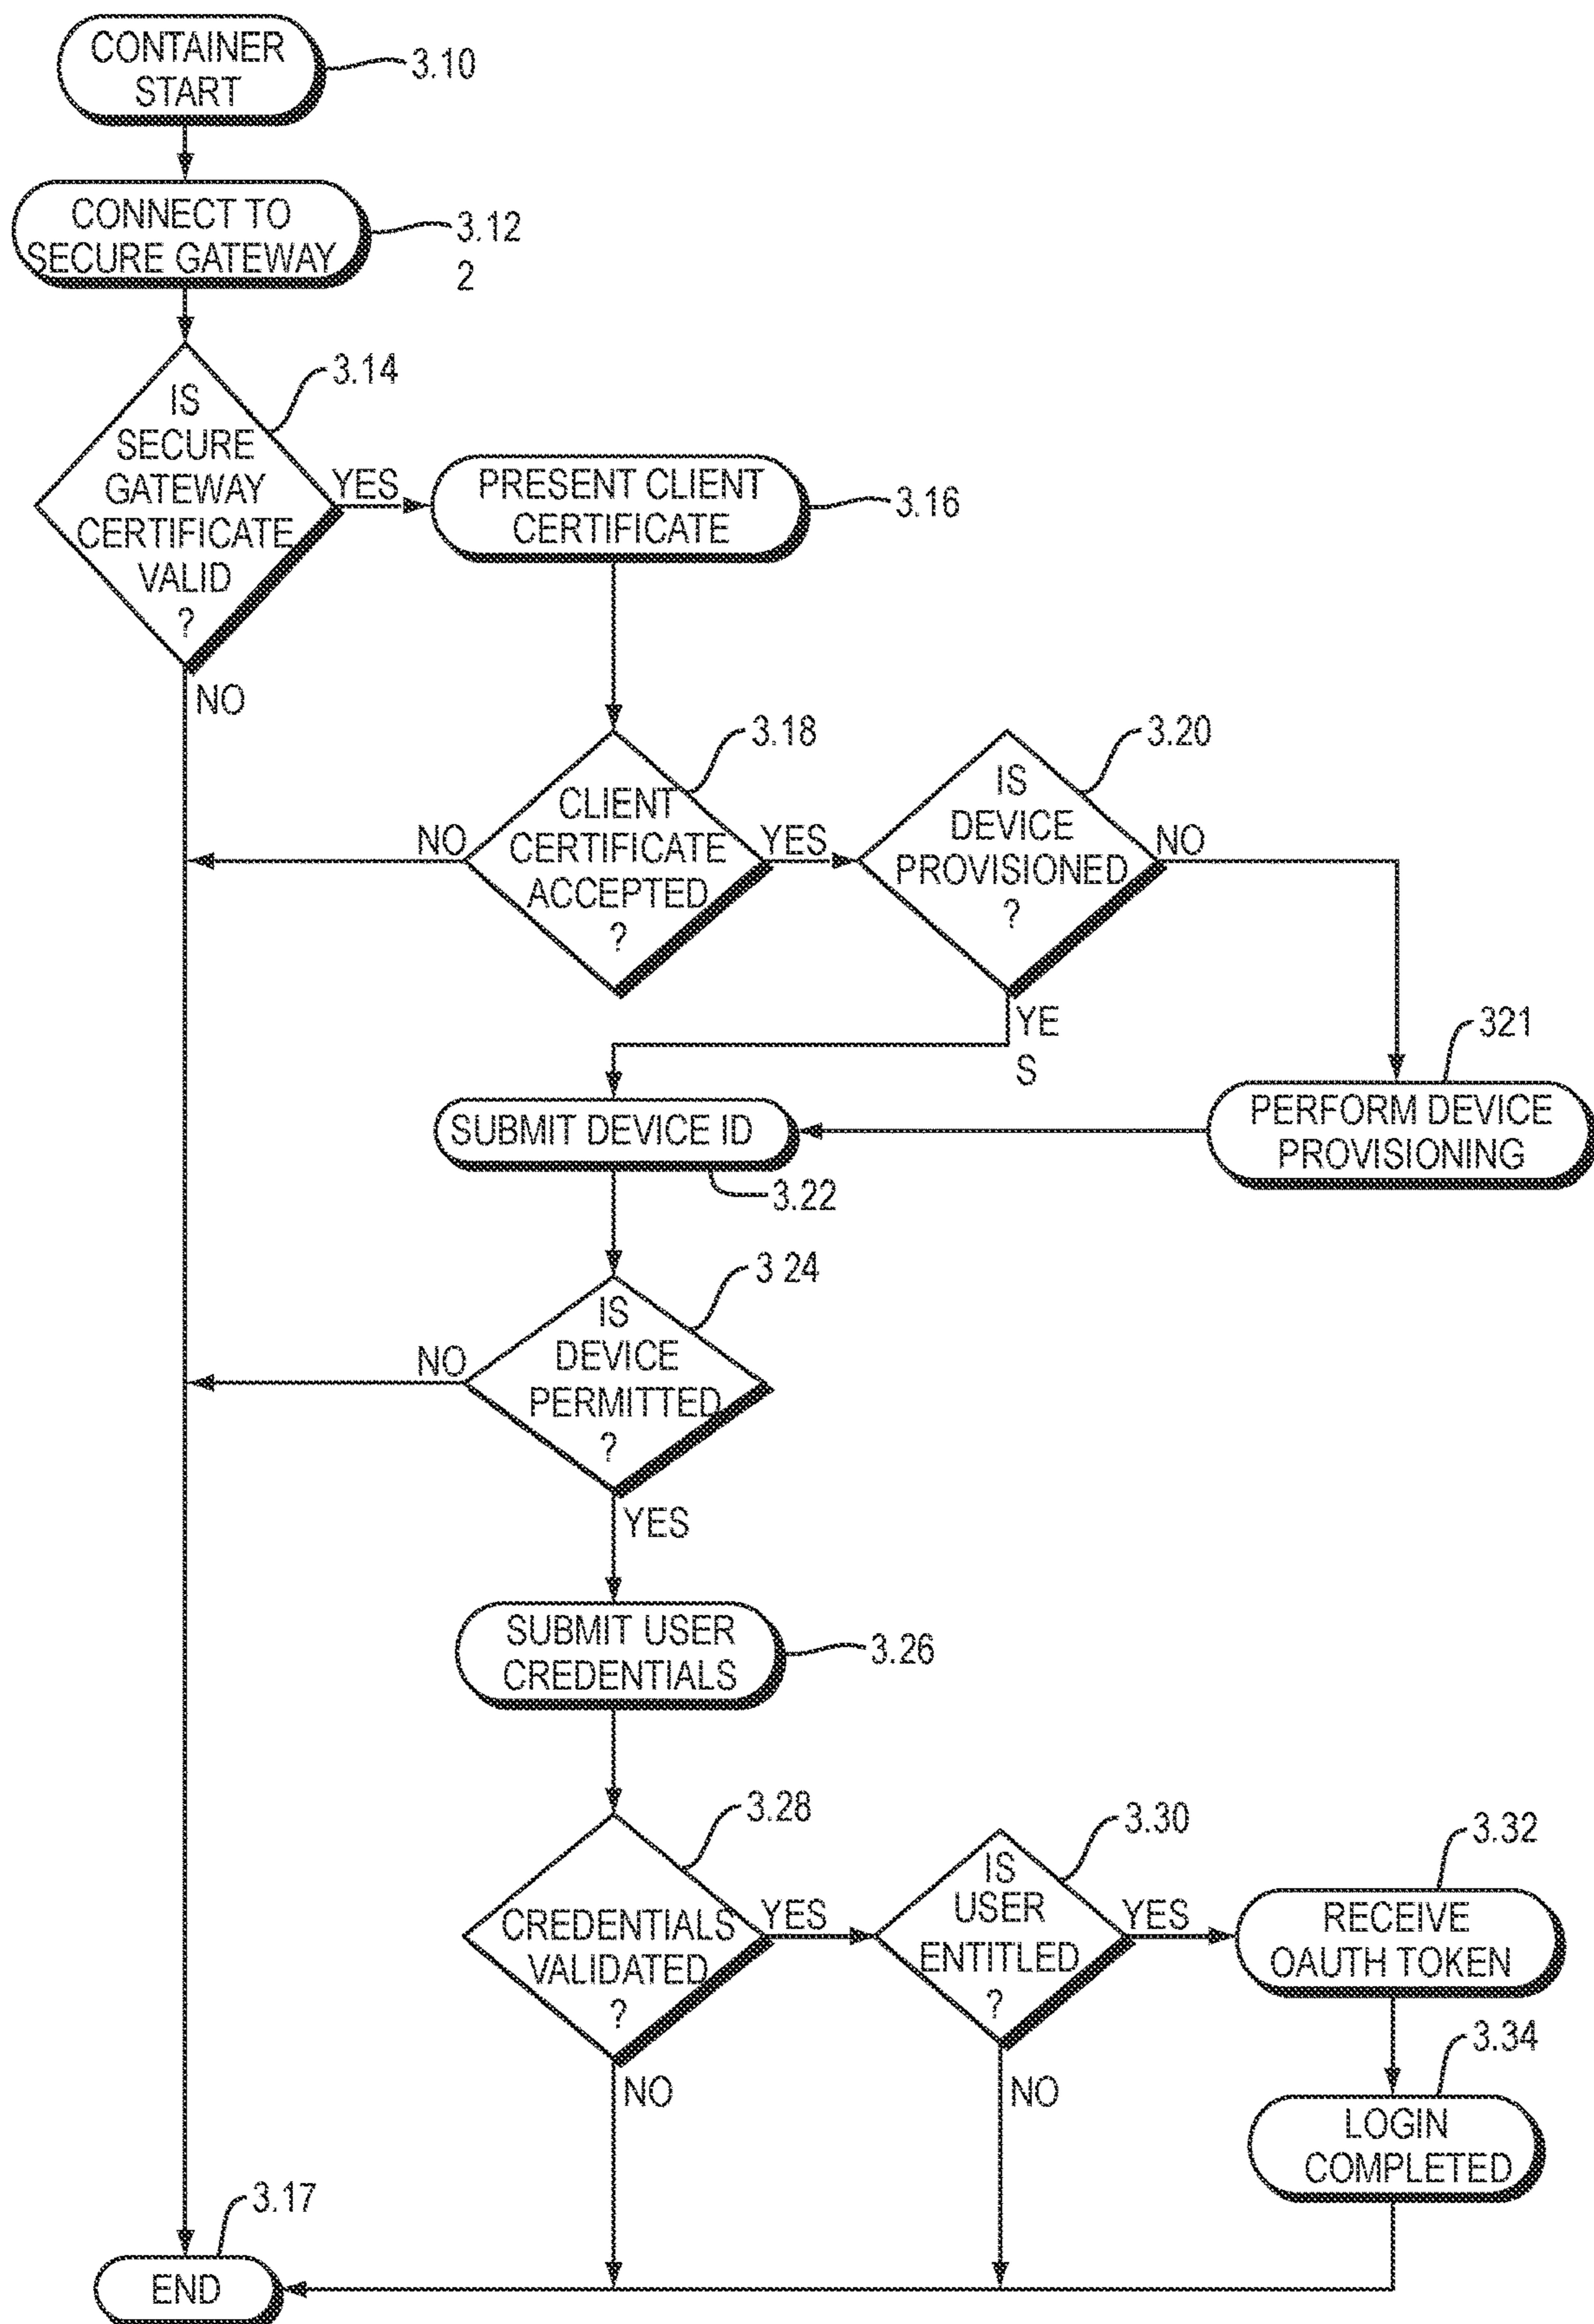 CONTAINER
START
3.10
CONNECT TO
SECURE GATEWAY
3.12
2
3.14
IS
SECURE
GATEWAY
CERTIFICATE
VALID
?
YES
NO
PRESENT CLIENT
CERTIFICATE
3.16
3.18
CLIENT
CERTIFICATE
ACCEPTED
?
NO
YES
3.20
IS
DEVICE
PROVISIONED
?
NO
YE
S
321
PERFORM DEVICE
PROVISIONING
SUBMIT DEVICE ID
3.22
3 24
IS
DEVICE
PERMITTED
?
NO
YES
SUBMIT USER
CREDENTIALS
3.26
3.28
CREDENTIALS
VALIDATED
?
YES
NO
3.30
IS
USER
ENTITLED
?
YES
NO
3.32
RECEIVE
OAUTH TOKEN
3.34
LOGIN
COMPLETED
3.17
END